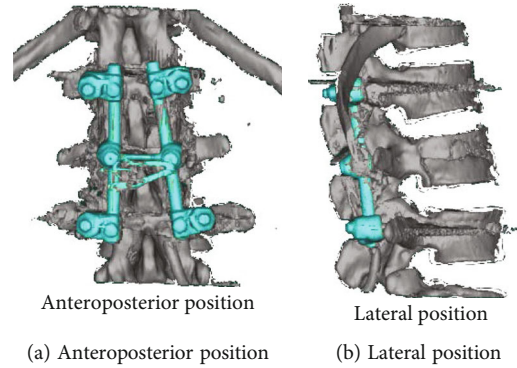 Anteroposterior position
Lateral position
(a) Anteroposterior position
(b) Lateral position